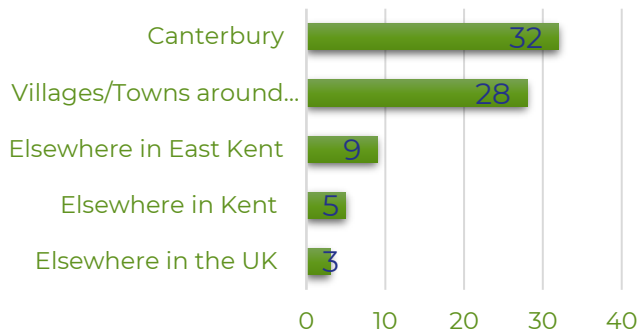 Canterbury 32
Villages/Towns around... 28
Elsewhere in East Kent 9
Elsewhere in Kent 5
Elsewhere in the UK 3
0 10 20 30 40